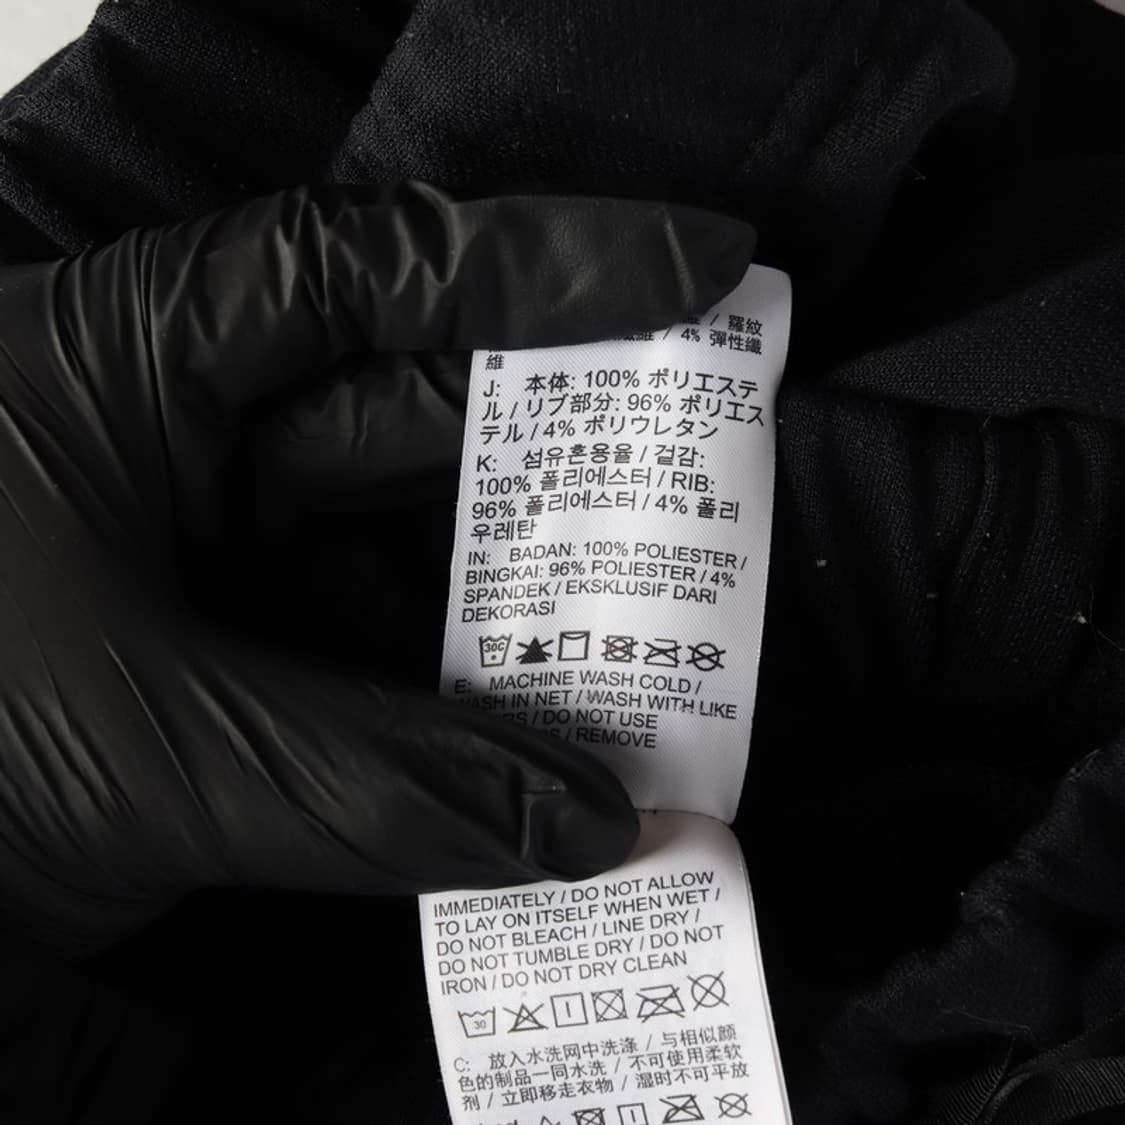 / 羅紋
維 / 4% 彈性纖
維
J: 本体: 100% ポリエステ
ル / リブ部分: 96% ポリエス
テル / 4% ポリウレタン
K: 섬유혼용율 / 겉감:
100% 폴리에스터 / RIB:
96% 폴리에스터 / 4% 폴리
우레탄
IN: BADAN: 100% POLIESTER /
BINGKAI: 96% POLIESTER / 4%
SPANDEK / EKSKLUSIF DARI
DEKORASI
30C
E: MACHINE WASH COLD /
WASH IN NET / WASH WITH LIKE
/ DO NOT USE
/ REMOVE
IMMEDIATELY / DO NOT ALLOW
TO LAY ON ITSELF WHEN WET /
DO NOT BLEACH / LINE DRY /
DO NOT TUMBLE DRY / DO NOT
IRON / DO NOT DRY CLEAN
30
C: 放入水洗网中洗涤 / 与相似颜
色的制品一同水洗 / 不可使用柔软
剂 / 立即移走衣物 / 湿时不可平放